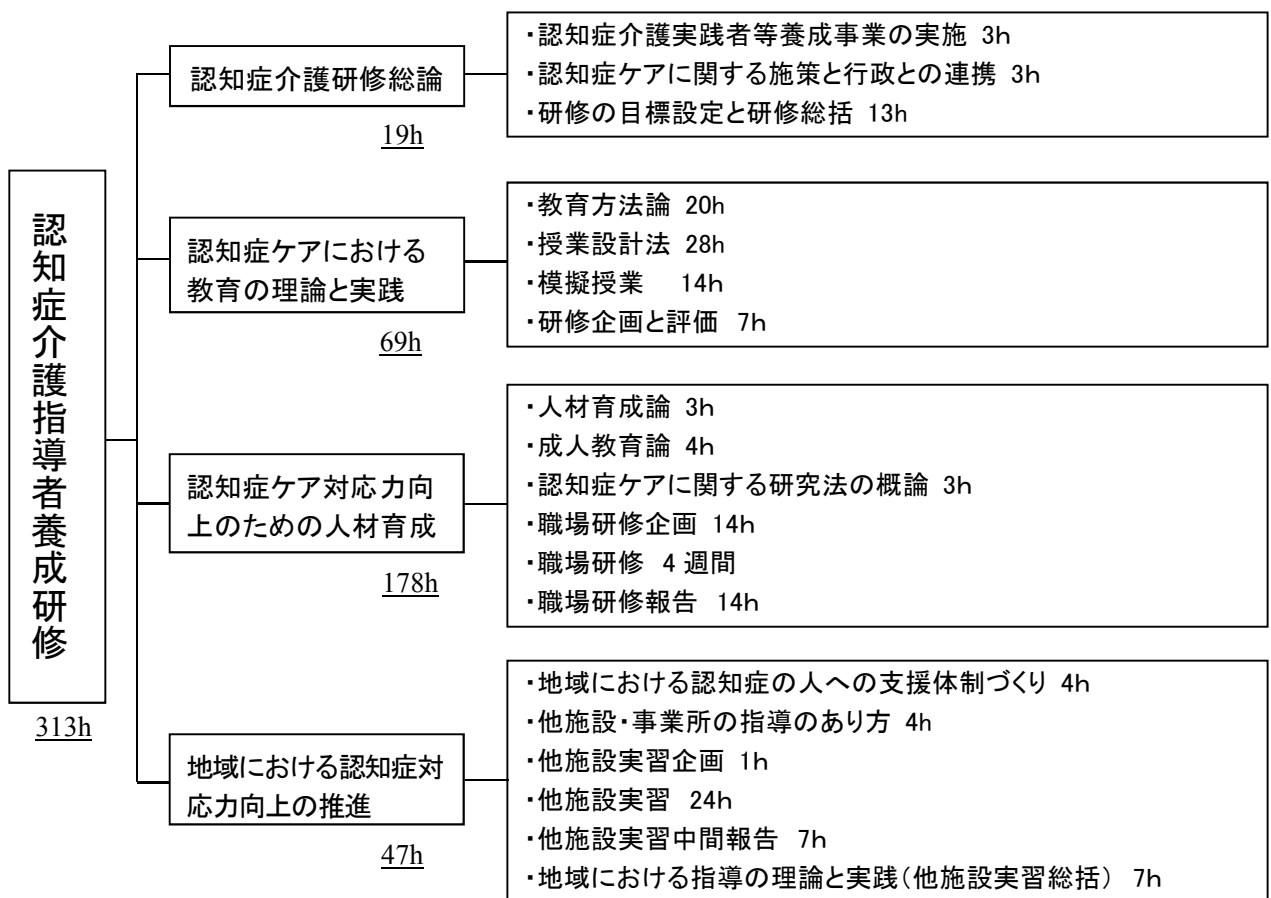 認知症介護指導者養成研修
313h
認知症介護研修総論
19h
・認知症介護実践者等養成事業の実施 3h
・認知症ケアに関する施策と行政との連携 3h
・研修の目標設定と研修総括 13h
認知症ケアにおける
教育の理論と実践
69h
・教育方法論 20h
・授業設計法 28h
・模擬授業 14h
・研修企画と評価 7h
認知症ケア対応力向
上のための人材育成
178h
・人材育成論 3h
・成人教育論 4h
・認知症ケアに関する研究法の概論 3h
・職場研修企画 14h
・職場研修 4週間
・職場研修報告 14h
地域における認知症対
応力向上の推進
47h
・地域における認知症の人への支援体制づくり 4h
・他施設・事業所の指導のあり方 4h
・他施設実習企画 1h
・他施設実習 24h
・他施設実習中間報告 7h
・地域における指導の理論と実践(他施設実習総括) 7h